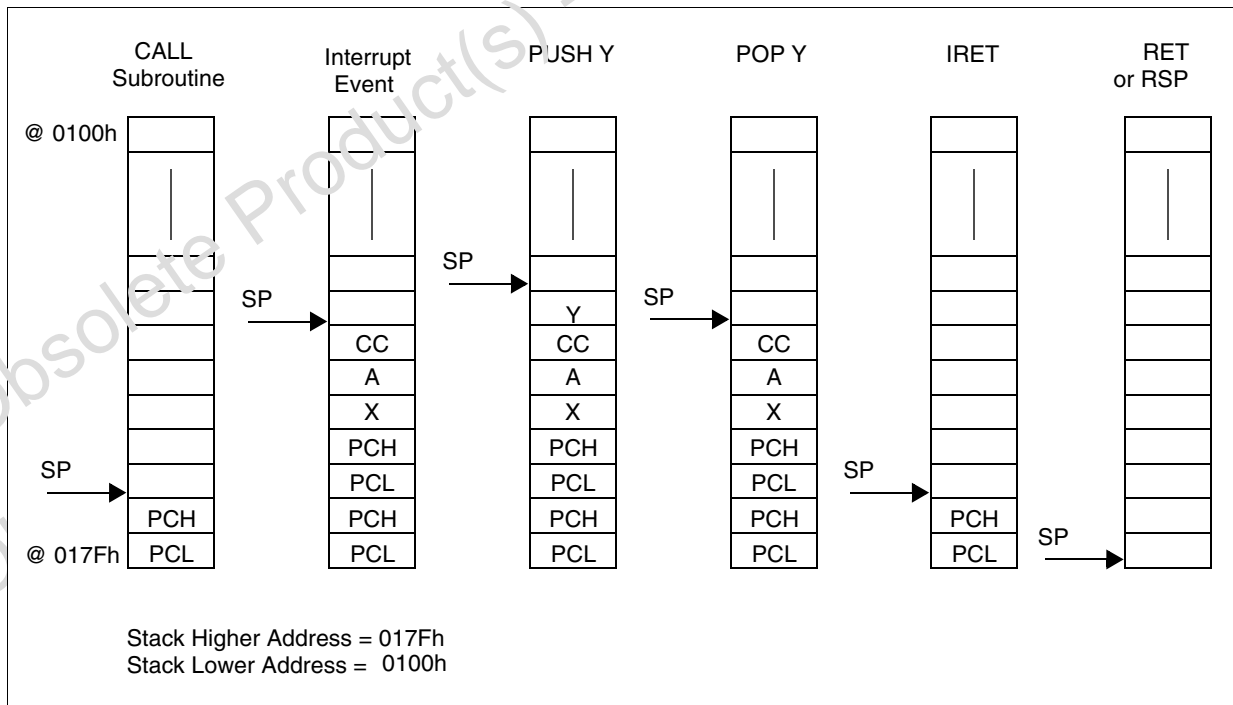 CALL
Subroutine
Interrupt
Event
PUSH Y
POP Y
IRET
RET
or RSP
@ 0100h
SP
SP
SP
Y
CC
CC
CC
A
A
A
X
X
X
PCH
PCH
PCH
SP
SP
PCL
PCL
PCL
PCH
PCH
PCH
PCH
PCH
SP
@ 017Fh
PCL
PCL
PCL
PCL
PCL
Stack Higher Address = 017Fh
Stack Lower Address = 0100h
Obsolete Product(s)